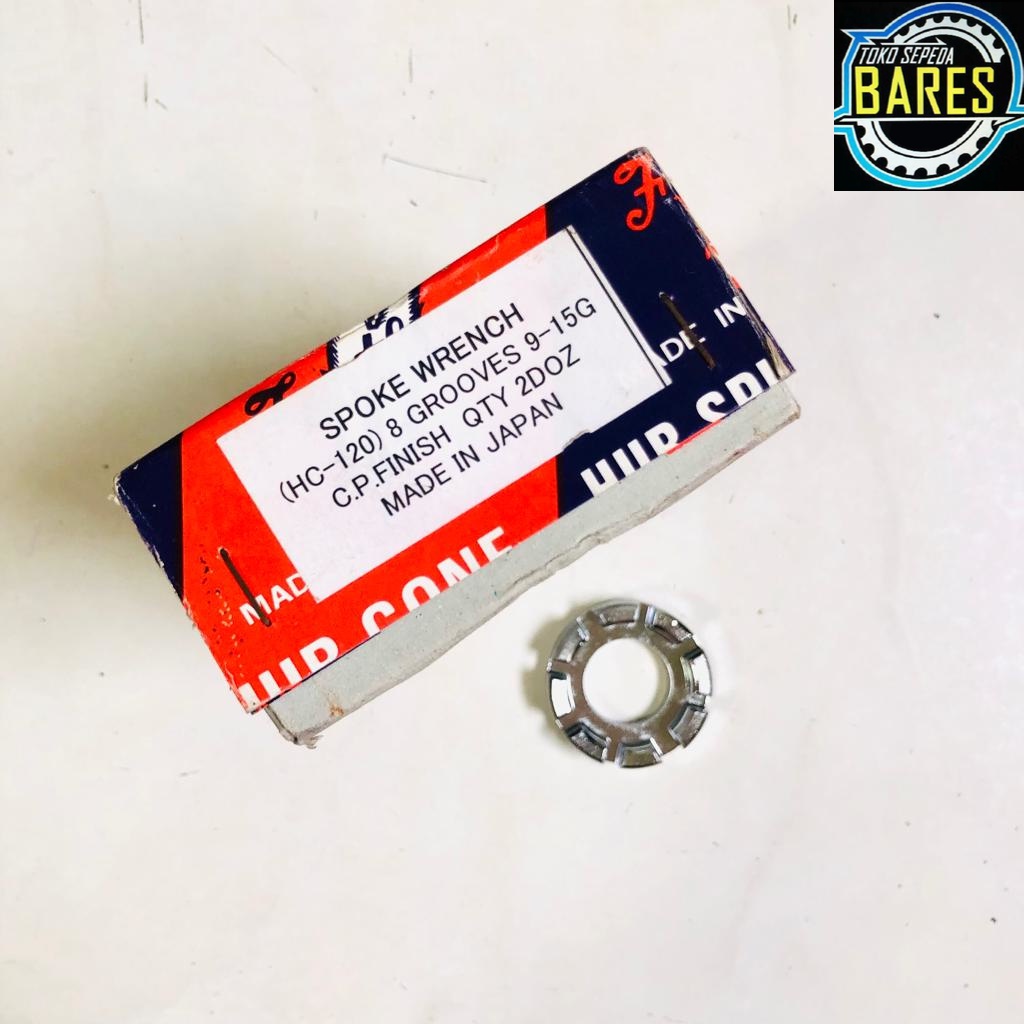 TOKO SEPEDA
BARES
SPOKE WRENCH
(HC-120) 8 GROOVES 9-15G
C.P.FINISH QTY 2DOZ
MADE IN JAPAN
IN
HUB CONE
HUB